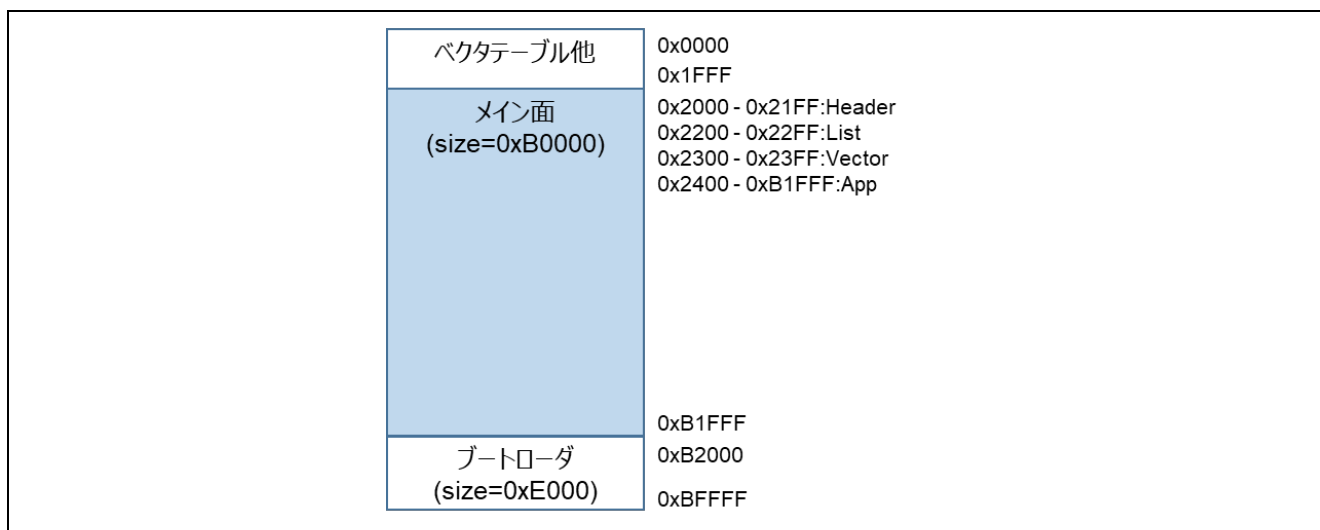 ベクタテーブル他
0x0000
0x1FFF
メイン面
(size=0xB0000)
0x2000 - 0x21FF:Header
0x2200 - 0x22FF:List
0x2300 - 0x23FF:Vector
0x2400 - 0xB1FFF:App
0xB1FFF
ブートローダ
(size=0xE000)
0xB2000
0xBFFFF